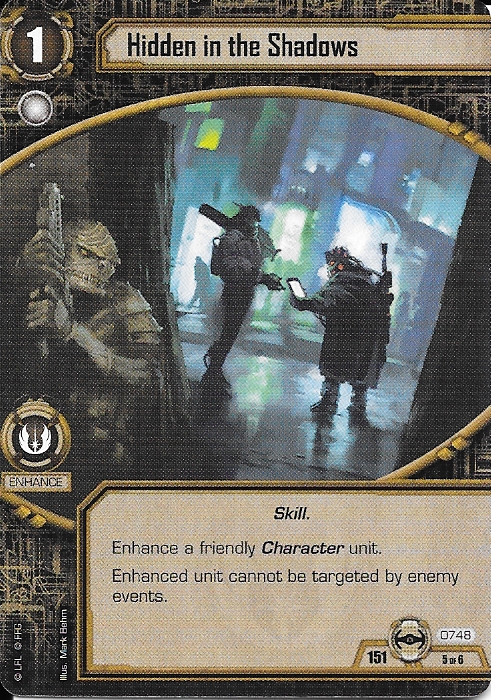 1
Hidden in the Shadows
ENHANCE
Skill.
Enhance a friendly Character unit.
Enhanced unit cannot be targeted by enemy
events.
© LFL © FFG
Illus. Mark Behm
151
0748
5 OF 6